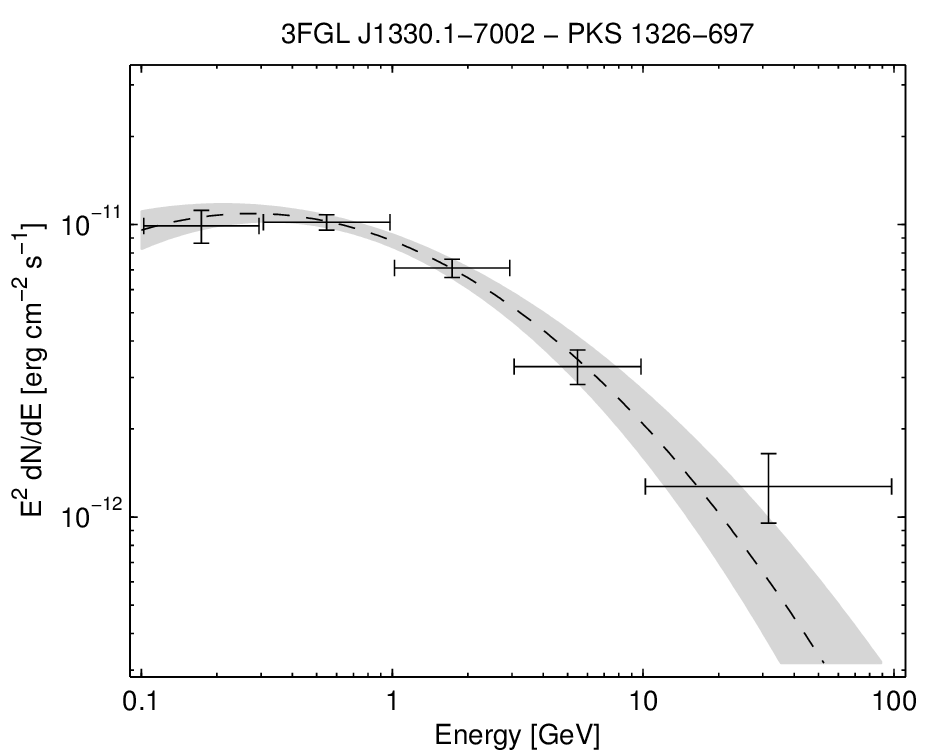 3FGL J1330.1−7002 − PKS 1326−697
E² dN/dE [erg cm⁻² s⁻¹]
10⁻¹¹
10⁻¹²
0.1 1 10 100
Energy [GeV]